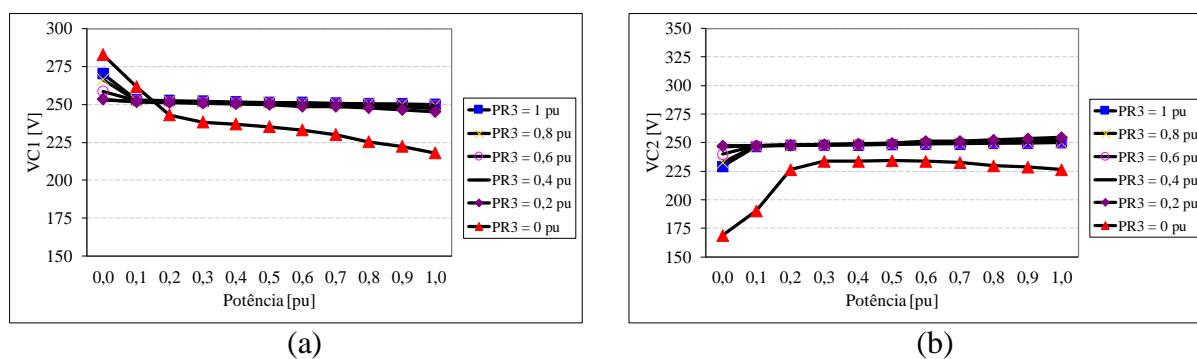 300
275
250
225
200
175
150
VC1 [V]
0,0 0,1 0,2 0,3 0,4 0,5 0,6 0,7 0,8 0,9 1,0
Potência [pu]
PR3 = 1 pu
PR3 = 0,8 pu
PR3 = 0,6 pu
PR3 = 0,4 pu
PR3 = 0,2 pu
PR3 = 0 pu
(a)
350
325
300
275
250
225
200
175
150
VC2 [V]
0,0 0,1 0,2 0,3 0,4 0,5 0,6 0,7 0,8 0,9 1,0
Potência [pu]
PR3 = 1 pu
PR3 = 0,8 pu
PR3 = 0,6 pu
PR3 = 0,4 pu
PR3 = 0,2 pu
PR3 = 0 pu
(b)